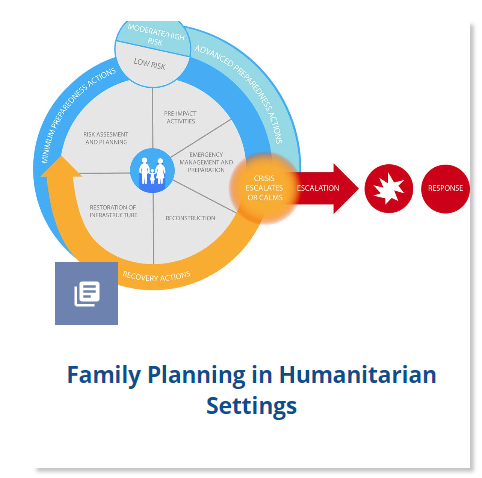 MODERATE/HIGH
RISK
LOW RISK
MINIMUM PREPAREDNESS ACTIONS
ADVANCED PREPAREDNESS ACTIONS
PRE IMPACT
ACTIVITIES
RISK ASSESMENT
AND PLANNING
EMERGENCY
MANAGEMENT AND
PREPARATION
CRISIS
ESCALATES
OR CALMS
ESCALATION
RESPONSE
RESTORATION OF
INFRASTRUCTURE
RECONSTRUCTION
RECOVERY ACTIONS
Family Planning in Humanitarian
Settings